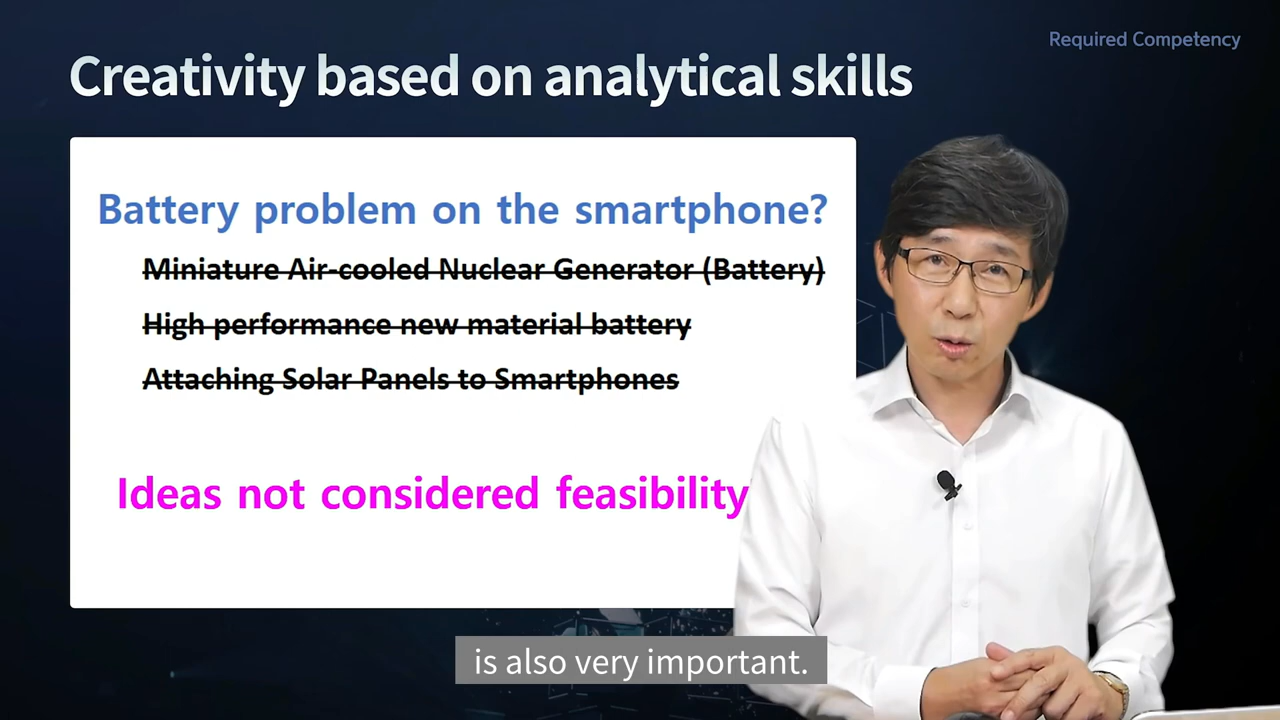 Required Competency
Creativity based on analytical skills
Battery problem on the smartphone?
Miniature Air-cooled Nuclear Generator (Battery)
High performance new material battery
Attaching Solar Panels to Smartphones
Ideas not considered feasibility
is also very important.